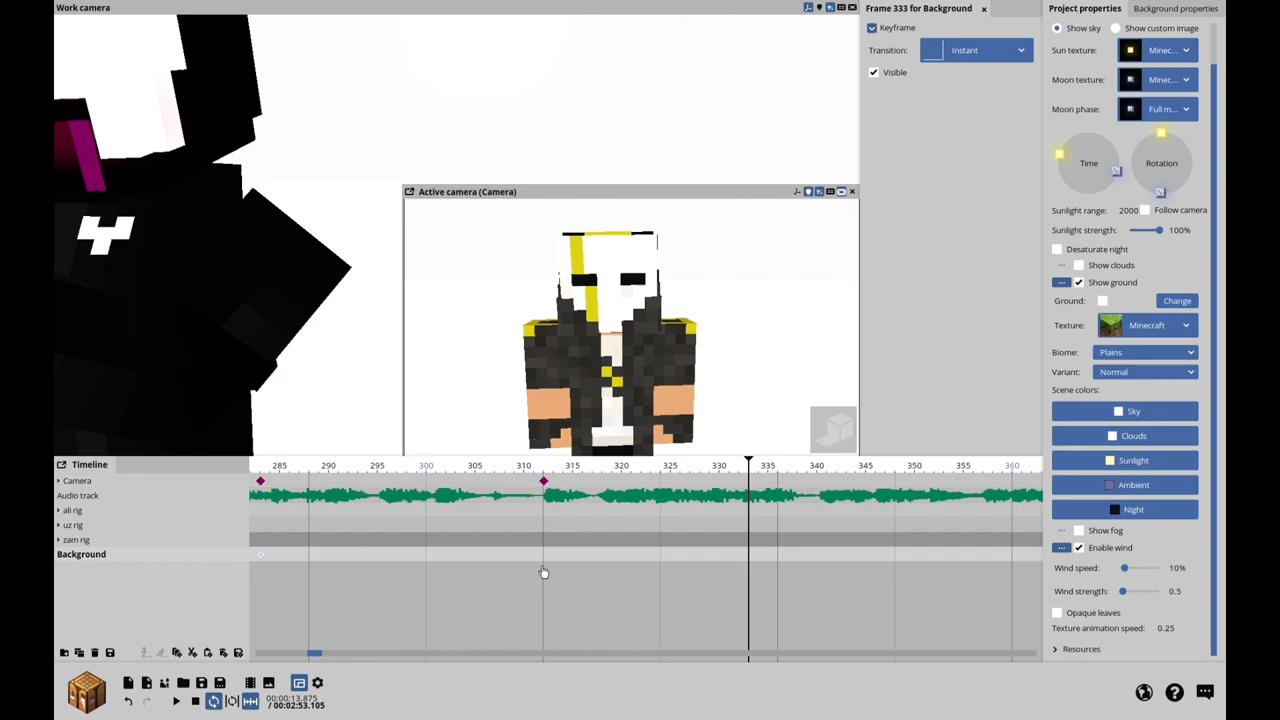 Work camera
Active camera (Camera)
Frame 333 for Background
Keyframe
Transition: Instant
Visible
Project properties
Background properties
Show sky
Show custom image
Sun texture: Minec...
Moon texture: Minec...
Moon phase: Full m...
Time
Rotation
Sunlight range: 2000
Follow camera
Sunlight strength: 100%
Desaturate night
... Show clouds
... Show ground
Ground: Change
Texture: Minecraft
Biome: Plains
Variant: Normal
Scene colors:
Sky
Clouds
Sunlight
Ambient
Night
... Show fog
... Enable wind
Wind speed: 10%
Wind strength: 0.5
Opaque leaves
Texture animation speed: 0.25
Resources
Timeline
285 290 295 300 305 310 315 320 325 330 335 340 345 350 355 360
Camera
Audio track
ali rig
uz rig
zam rig
Background
00:00:13.875
/ 00:02:53.105